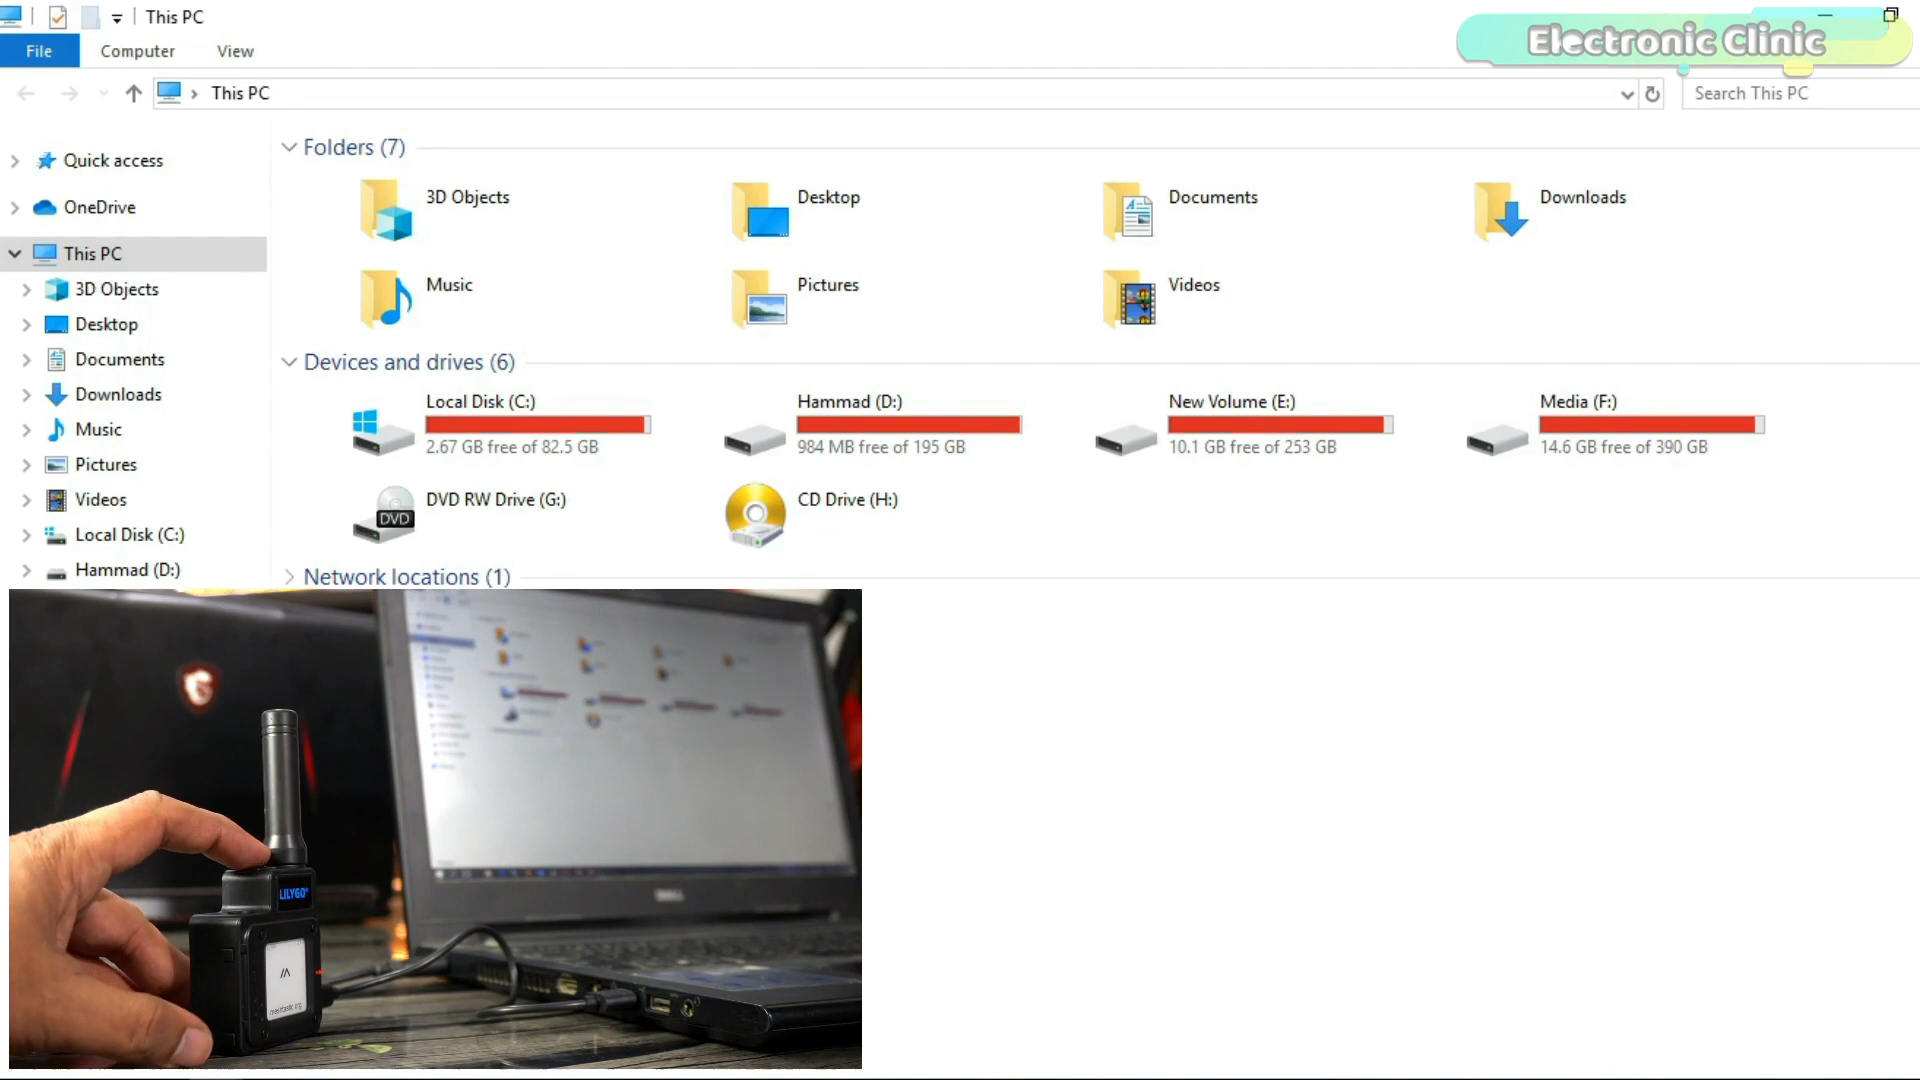 This PC
Electronic Clinic
File
Computer
View
This PC
Search This PC
Quick access
OneDrive
This PC
3D Objects
Desktop
Documents
Downloads
Music
Pictures
Videos
Local Disk (C:)
Hammad (D:)
Folders (7)
3D Objects
Desktop
Documents
Downloads
Music
Pictures
Videos
Devices and drives (6)
Local Disk (C:)
2.67 GB free of 82.5 GB
Hammad (D:)
984 MB free of 195 GB
New Volume (E:)
10.1 GB free of 253 GB
Media (F:)
14.6 GB free of 390 GB
DVD RW Drive (G:)
DVD
CD Drive (H:)
Network locations (1)
LILYGO
meshtastic.org
DELL